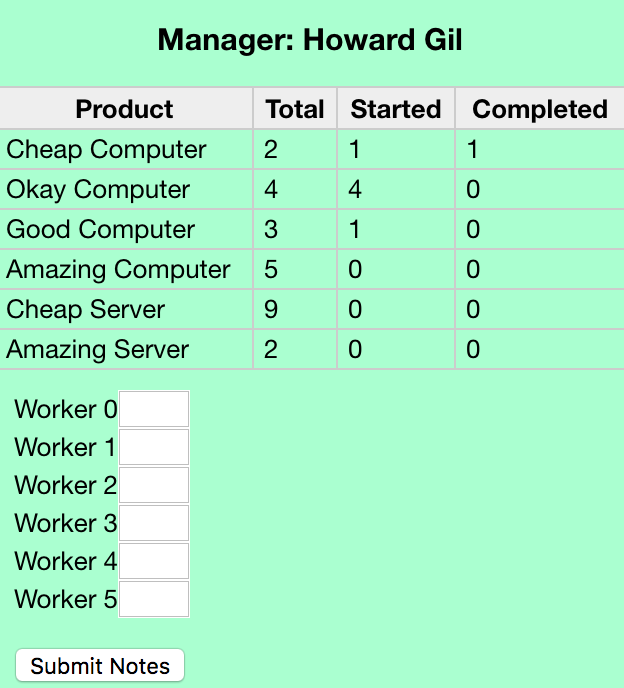 Manager: Howard Gil
Product Total Started Completed
Cheap Computer 2 1 1
Okay Computer 4 4 0
Good Computer 3 1 0
Amazing Computer 5 0 0
Cheap Server 9 0 0
Amazing Server 2 0 0
Worker 0
Worker 1
Worker 2
Worker 3
Worker 4
Worker 5
Submit Notes